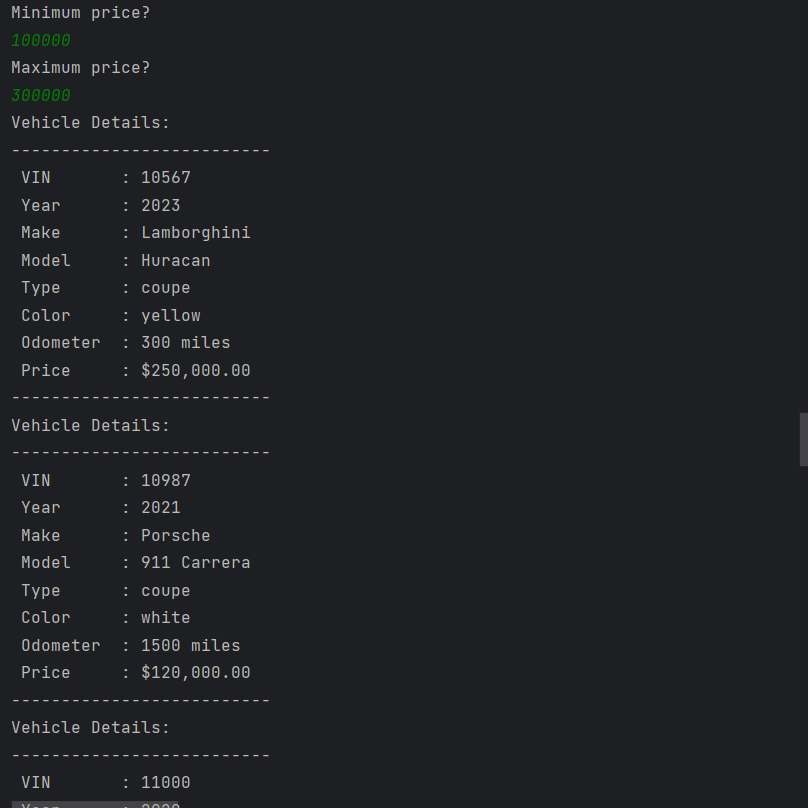 Minimum price?
100000
Maximum price?
300000
Vehicle Details:
--------------------------
 VIN       : 10567
 Year      : 2023
 Make      : Lamborghini
 Model     : Huracan
 Type      : coupe
 Color     : yellow
 Odometer  : 300 miles
 Price     : $250,000.00
--------------------------
Vehicle Details:
--------------------------
 VIN       : 10987
 Year      : 2021
 Make      : Porsche
 Model     : 911 Carrera
 Type      : coupe
 Color     : white
 Odometer  : 1500 miles
 Price     : $120,000.00
--------------------------
Vehicle Details:
--------------------------
 VIN       : 11000